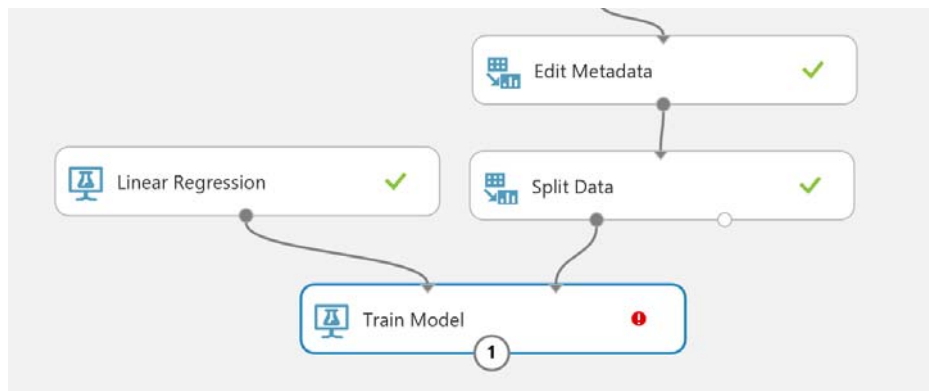 Edit Metadata
Linear Regression
Split Data
Train Model
1